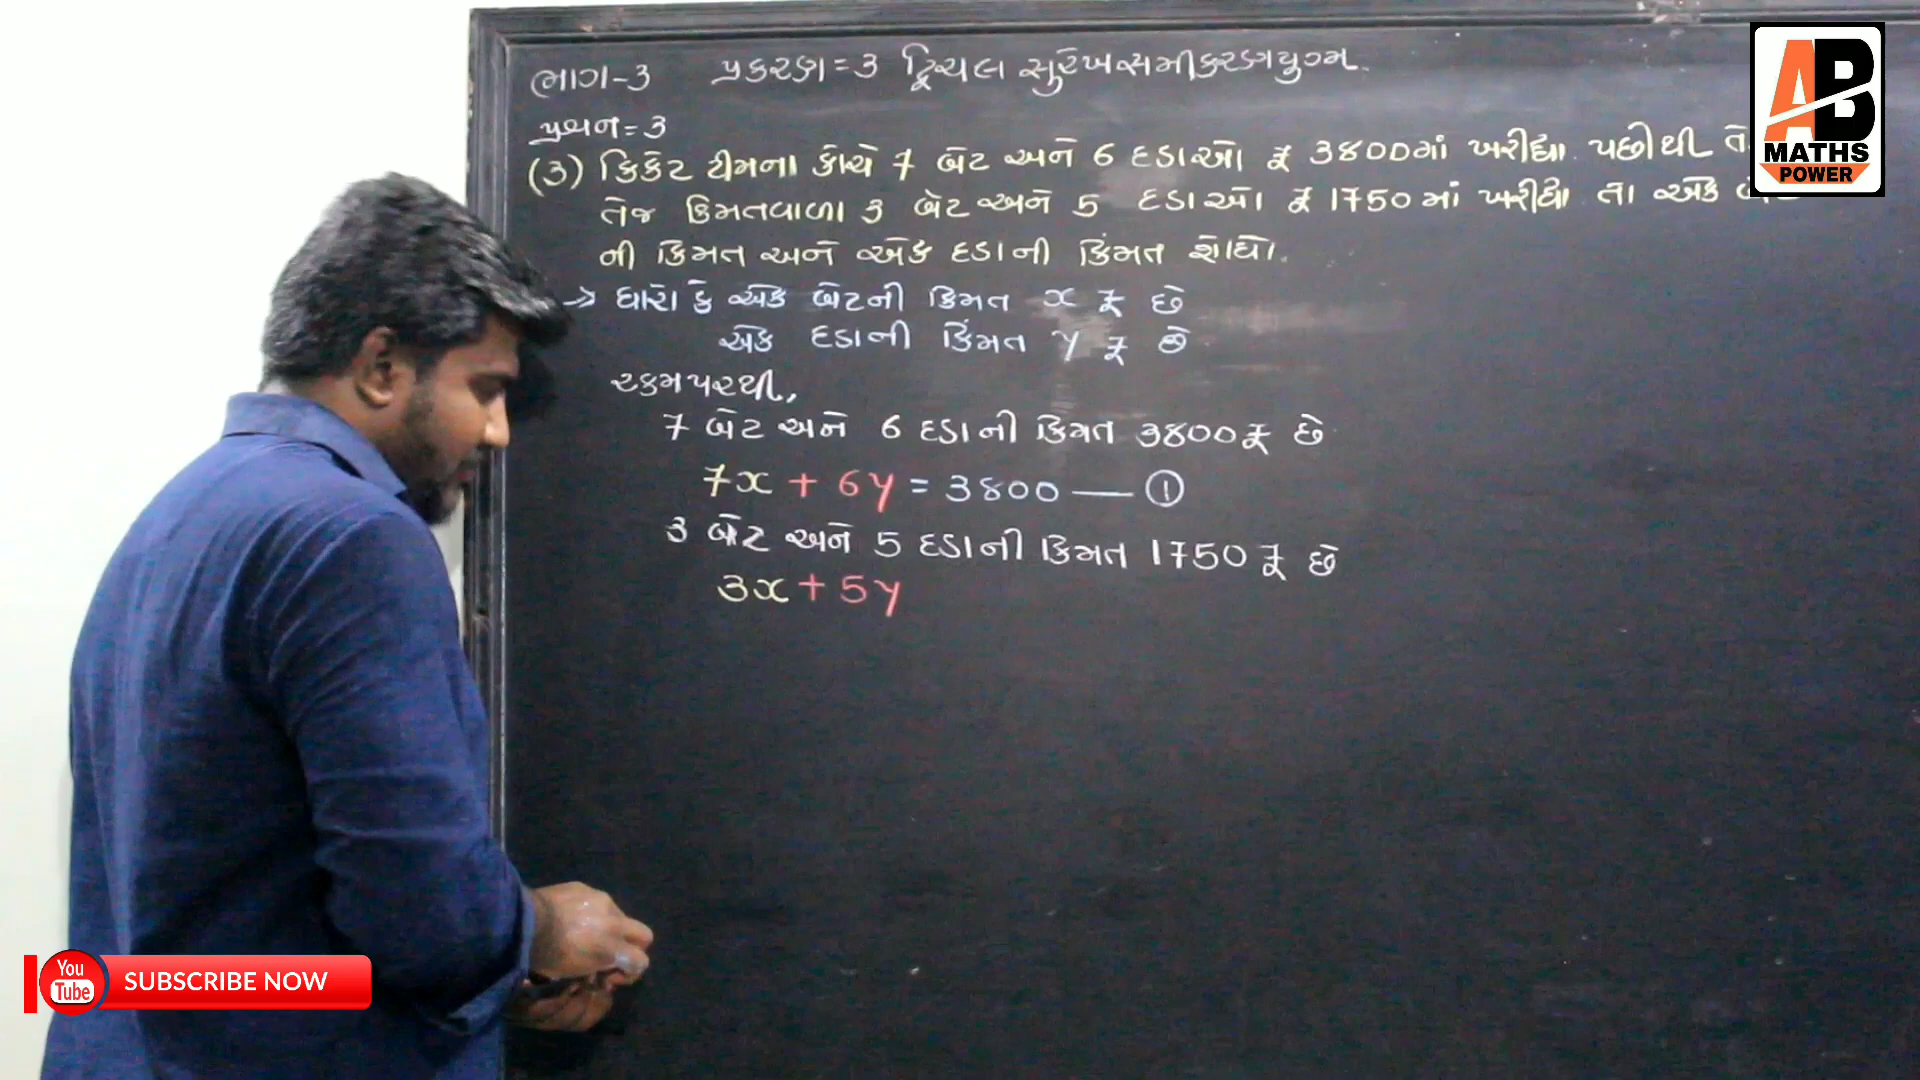 ભાગ-3 પ્રકરણ=3 દ્વિચલ સુરેખ સમીકરણયુગ્મ.
પ્રશ્ન=3
(3) ક્રિકેટ ટીમના કોચે 7 બેટ અને 6 દડાઓ ₹ 3800માં ખરીદ્યા. પછીથી તે
તેજ કિંમતવાળા 3 બેટ અને 5 દડાઓ ₹ 1750માં ખરીદ્યા તો એક
ની કિંમત અને એક દડાની કિંમત શોધો.
→ ધારો કે એક બેટની કિંમત x ₹ છે
એક દડાની કિંમત y ₹ છે
રકમ પરથી,
7 બેટ અને 6 દડાની કિંમત 3800 ₹ છે
7x + 6y = 3800 — ①
3 બેટ અને 5 દડાની કિંમત 1750 ₹ છે
3x + 5y
AB
MATHS
POWER
You
Tube
SUBSCRIBE NOW